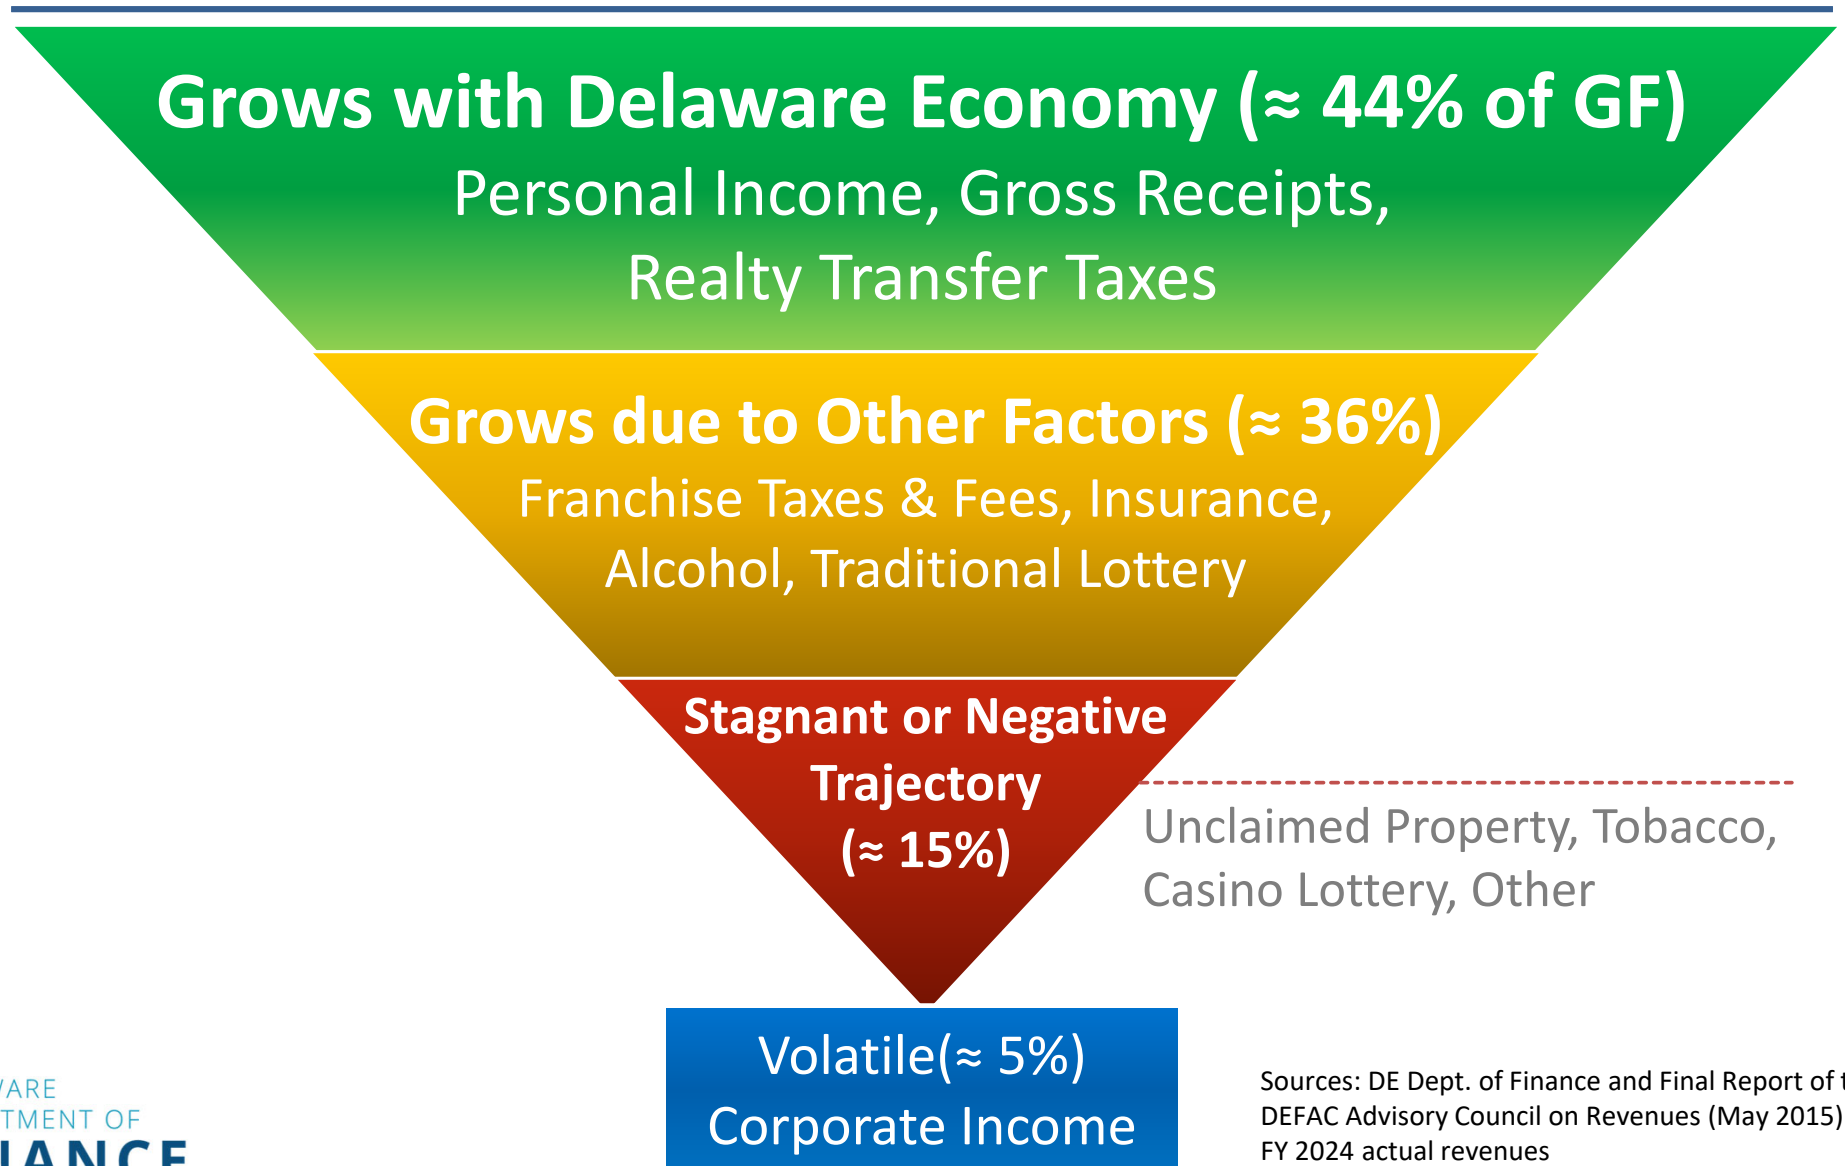 Grows with Delaware Economy (≈ 44% of GF)
Personal Income, Gross Receipts,
Realty Transfer Taxes
Grows due to Other Factors (≈ 36%)
Franchise Taxes & Fees, Insurance,
Alcohol, Traditional Lottery
Stagnant or Negative
Trajectory
(≈ 15%)
Unclaimed Property, Tobacco,
Casino Lottery, Other
Volatile(≈ 5%)
Corporate Income
Sources: DE Dept. of Finance and Final Report of
DEFAC Advisory Council on Revenues (May 2015)
FY 2024 actual revenues